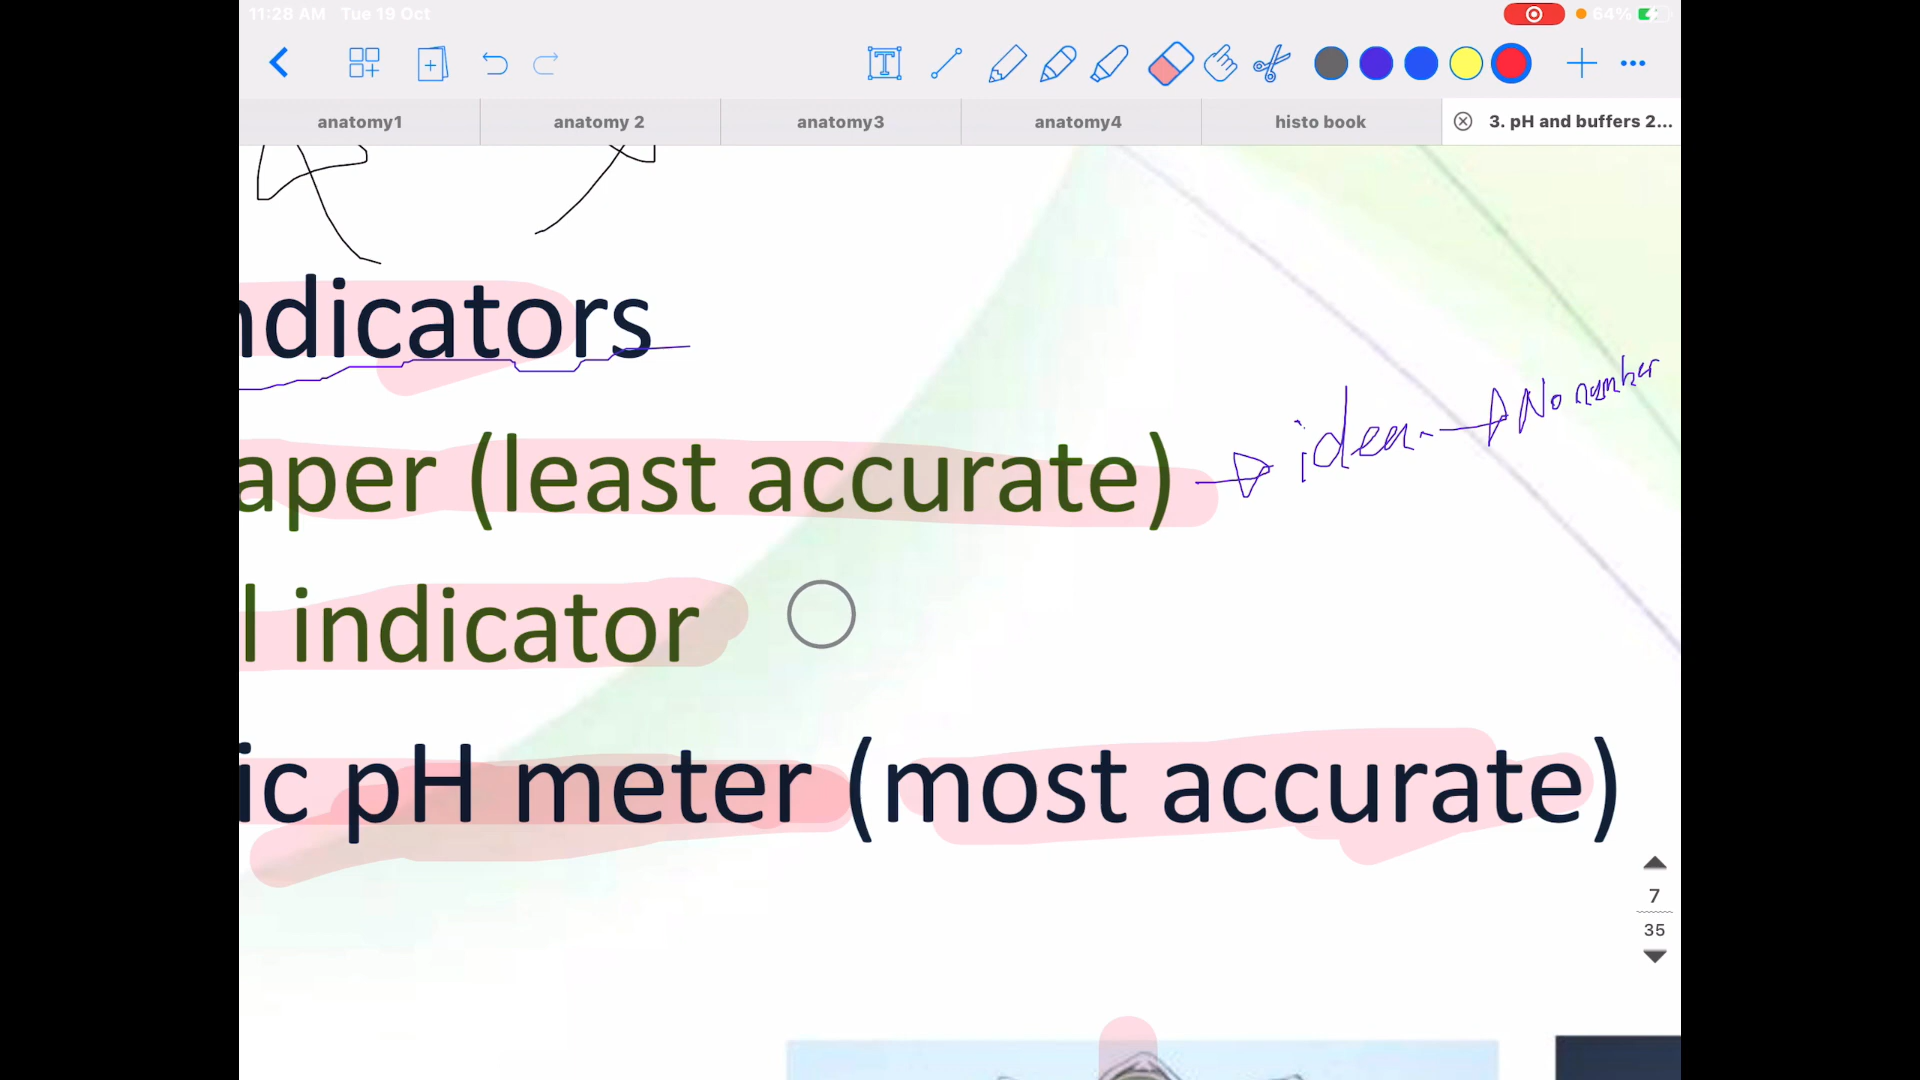 11:28 AM Tue 19 Oct
64%
T
anatomy1 anatomy 2 anatomy3 anatomy4 histo book 3. pH and buffers 2...
ndicators
aper (least accurate) idea No number
l indicator
ic pH meter (most accurate)
7
35